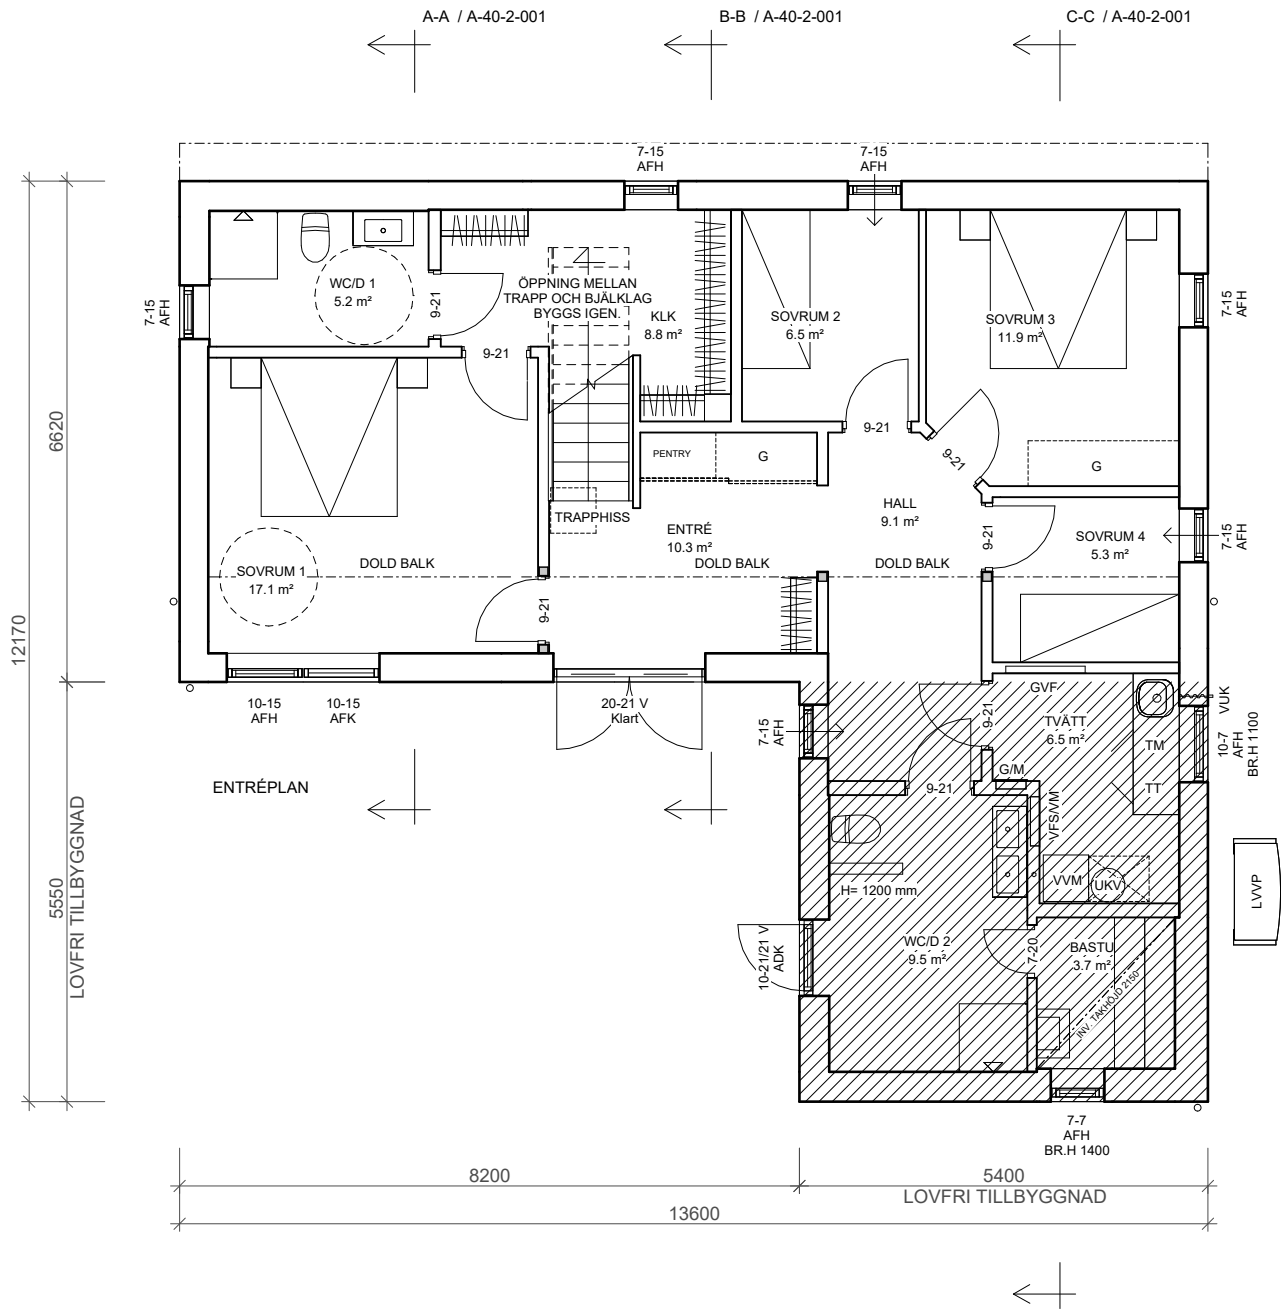 A-A / A-40-2-001
B-B / A-40-2-001
C-C / A-40-2-001
7-15
AFH
7-15
AFH
7-15
AFH
WC/D 1
5.2 m²
9-21
ÖPPNING MELLAN
TRAPP OCH BJÄLKLAG
BYGGS IGEN.
KLK
8.8 m²
SOVRUM 2
6.5 m²
SOVRUM 3
11.9 m²
7-15
AFH
9-21
9-21
9-21
6620
PENTRY
G
G
TRAPPHISS
ENTRÉ
10.3 m²
HALL
9.1 m²
9-21
SOVRUM 4
5.3 m²
7-15
AFH
SOVRUM 1
17.1 m²
DOLD BALK
DOLD BALK
DOLD BALK
9-21
12170
10-15
AFH
10-15
AFK
20-21 V
Klart
7-15
AFH
GVF
9-21
TVÄTT
6.5 m²
VUK
10-7
AFH
BR.H 1100
TM
TT
G/M
9-21
VFS/VM
ENTRÉPLAN
5550
LOVFRI TILLBYGGNAD
H= 1200 mm
VVM
UKV
LVVP
10-21/21 V
ADK
WC/D 2
9.5 m²
7-20
BASTU
3.7 m²
INV. TAKHÖJD 2150
7-7
AFH
BR.H 1400
8200
5400
LOVFRI TILLBYGGNAD
13600